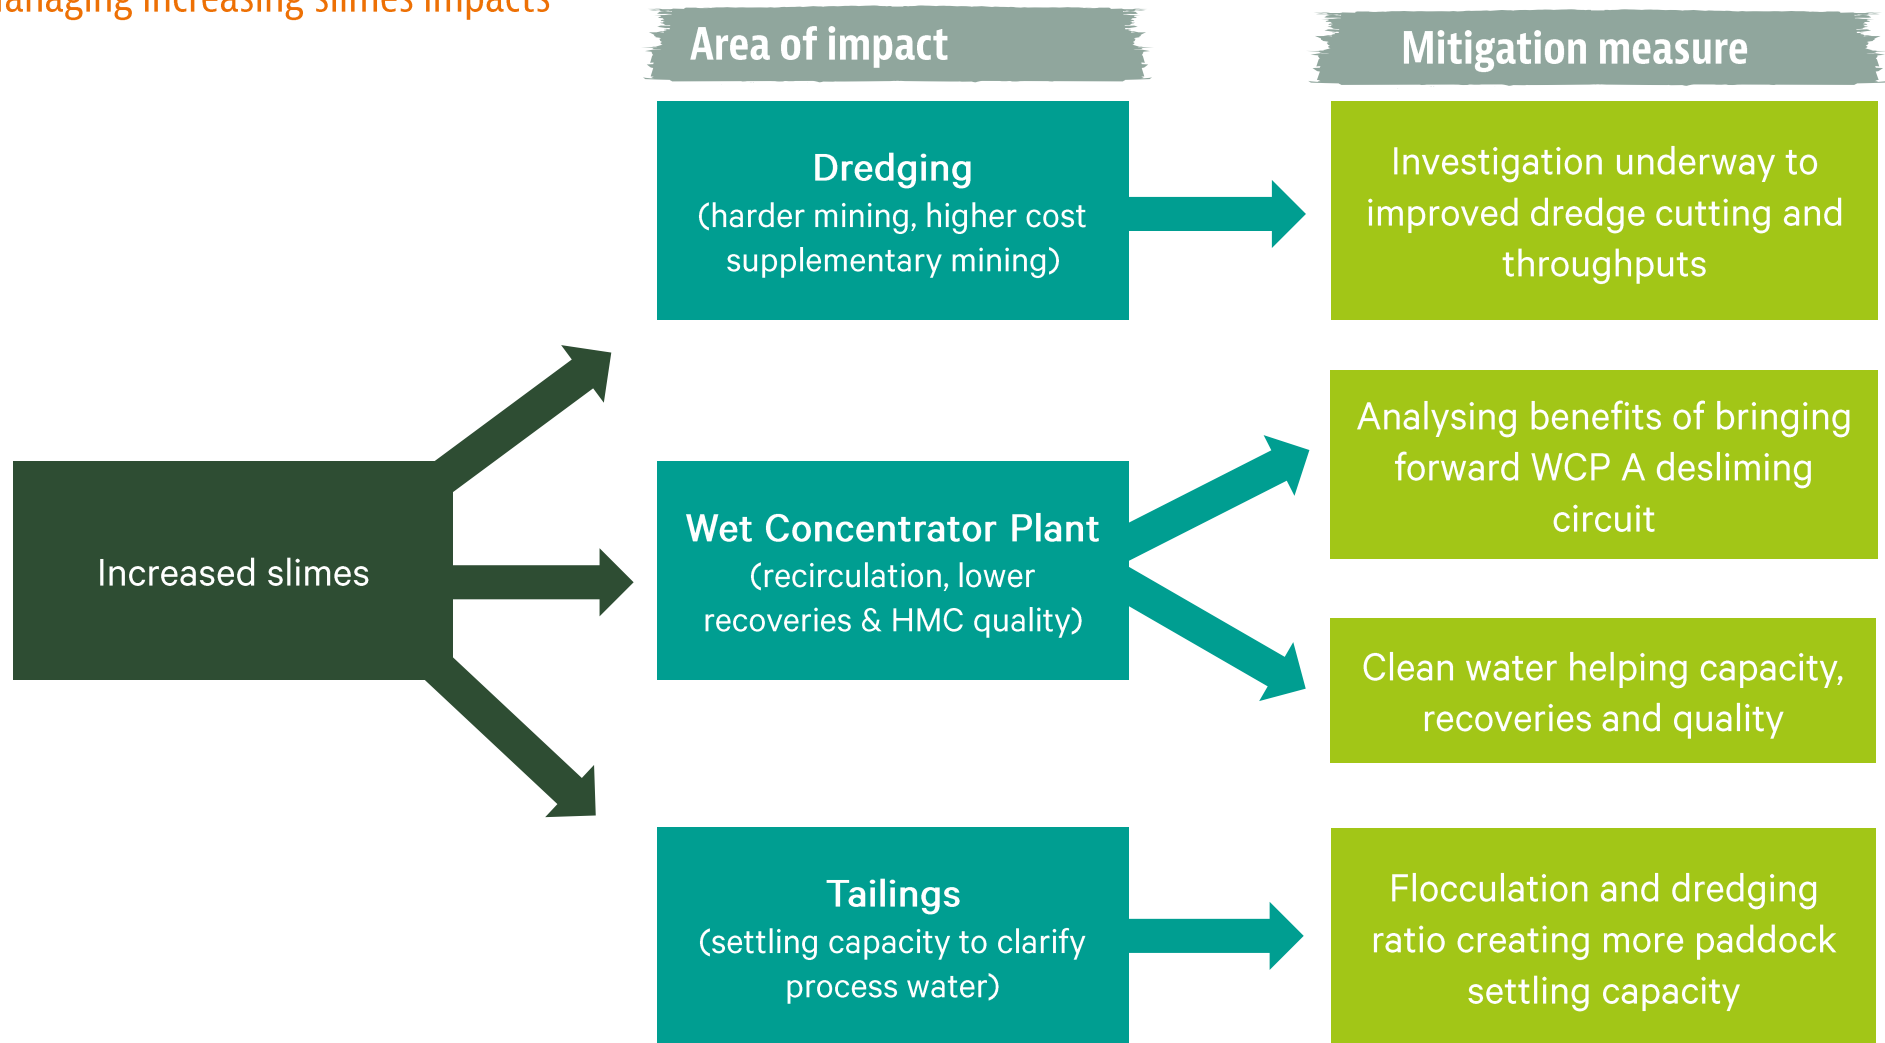 increasing slimes impacts
Area of impact
Mitigation measure
Dredging
(harder mining, higher cost
supplementary mining)
Investigation underway to
improved dredge cutting and
throughputs
Increased slimes
Wet Concentrator Plant
(recirculation, lower
recoveries & HMC quality)
Analysing benefits of bringing
forward WCP A desliming
circuit
Clean water helping capacity,
recoveries and quality
Tailings
(settling capacity to clarify
process water)
Flocculation and dredging
ratio creating more paddock
settling capacity